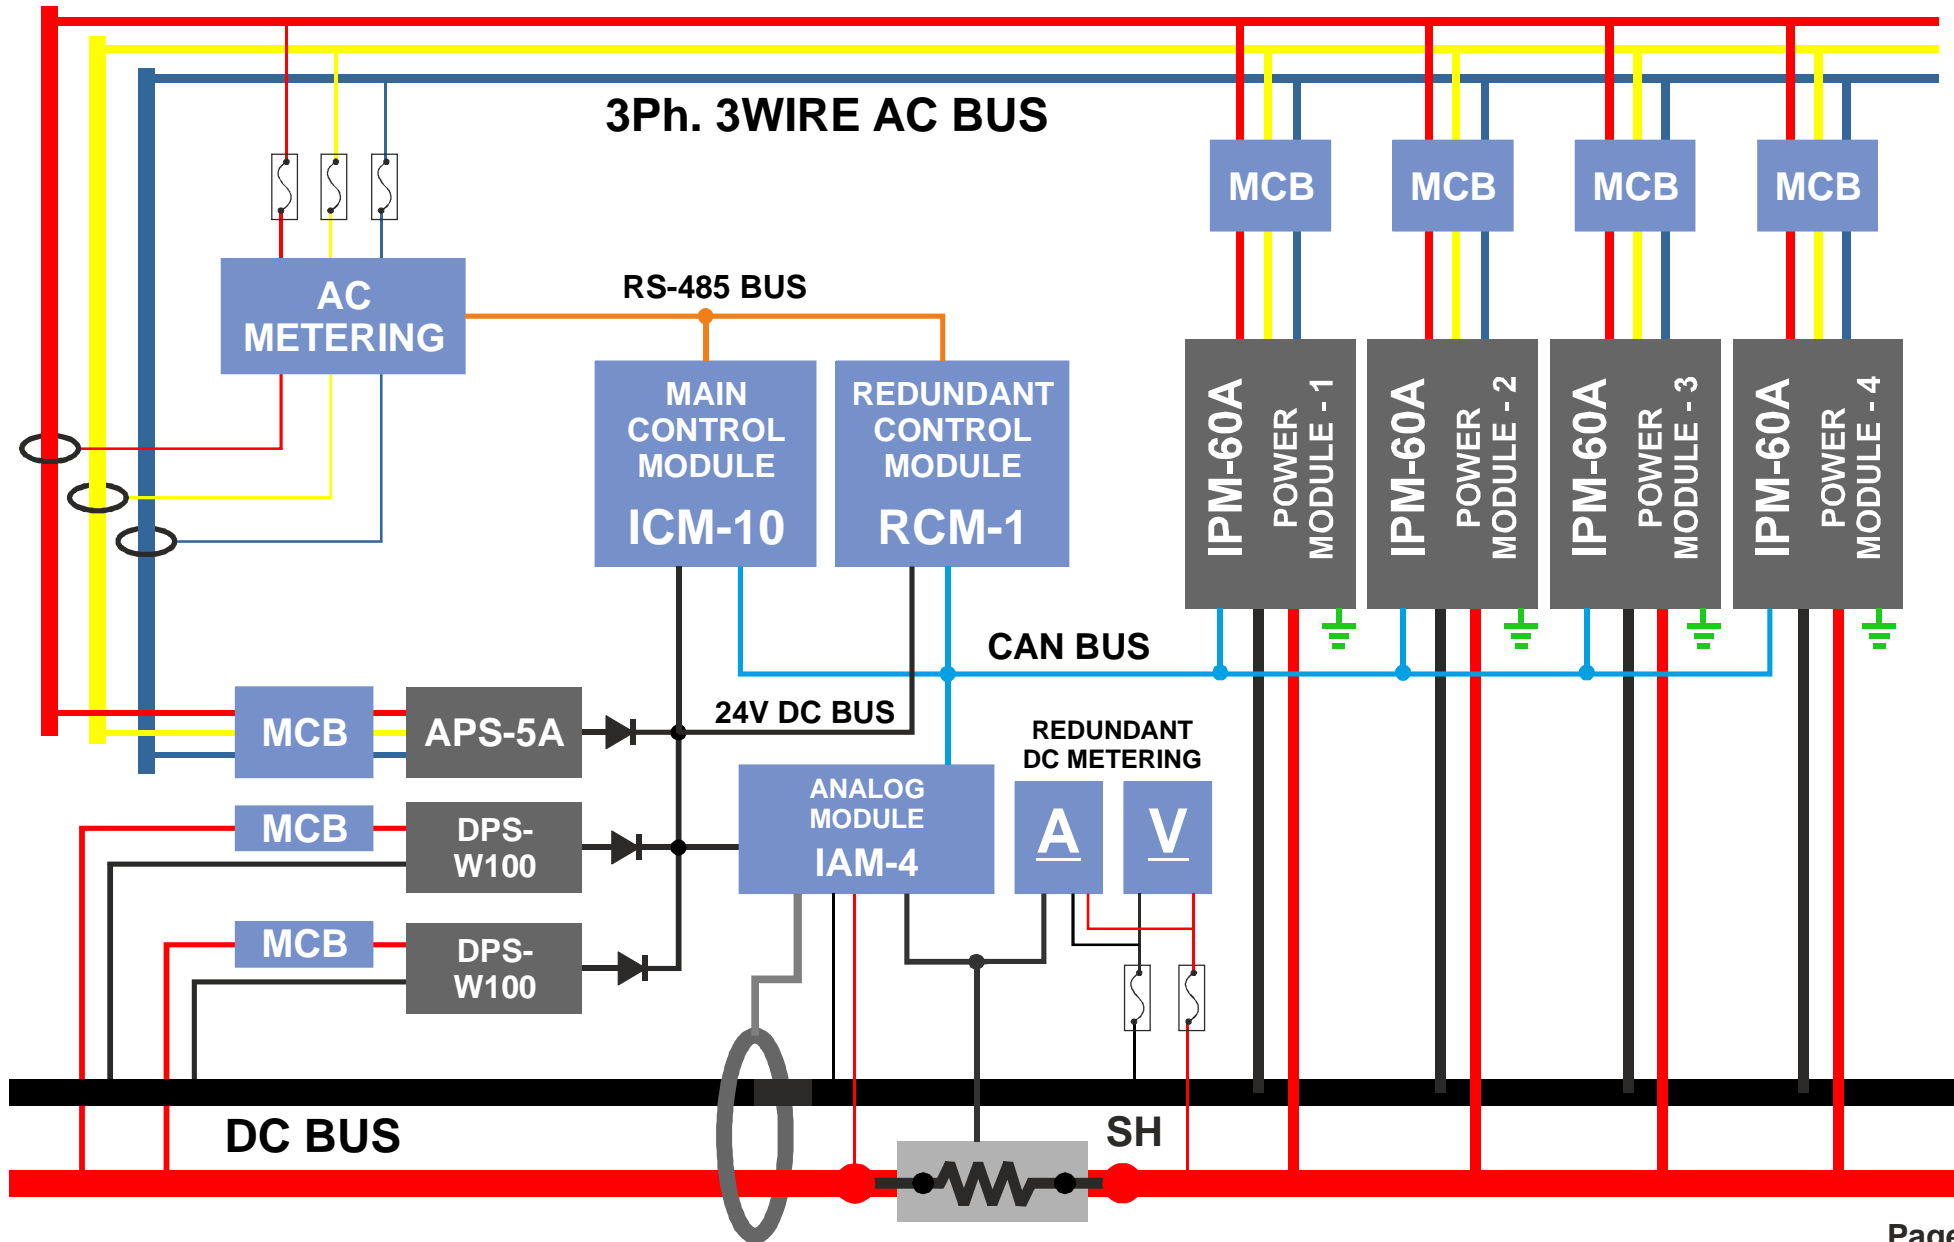 3Ph. 3WIRE AC BUS
MCB
MCB
MCB
MCB
AC
METERING
RS-485 BUS
MAIN
CONTROL
MODULE
ICM-10
REDUNDANT
CONTROL
MODULE
RCM-1
IPM-60A
POWER
MODULE - 1
IPM-60A
POWER
MODULE - 2
IPM-60A
POWER
MODULE - 3
IPM-60A
POWER
MODULE - 4
CAN BUS
MCB
APS-5A
24V DC BUS
REDUNDANT
DC METERING
MCB
DPS-
W100
ANALOG
MODULE
IAM-4
A
V
MCB
DPS-
W100
DC BUS
SH
Page